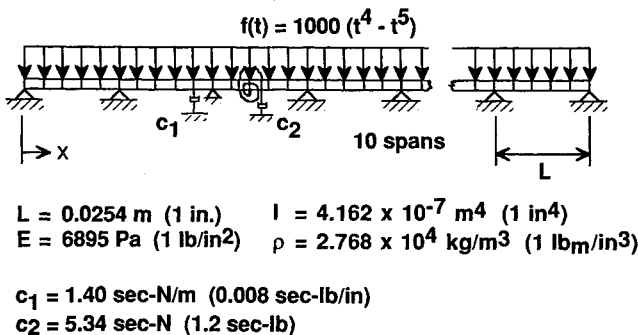 f(t) = 1000 (t⁴ - t⁵)
c₁
c₂
10 spans
x
L
L = 0.0254 m (1 in.) I = 4.162 x 10⁻⁷ m⁴ (1 in⁴)
E = 6895 Pa (1 lb/in²) ρ = 2.768 x 10⁴ kg/m³ (1 lbₘ/in³)
c₁ = 1.40 sec-N/m (0.008 sec-lb/in)
c₂ = 5.34 sec-N (1.2 sec-lb)